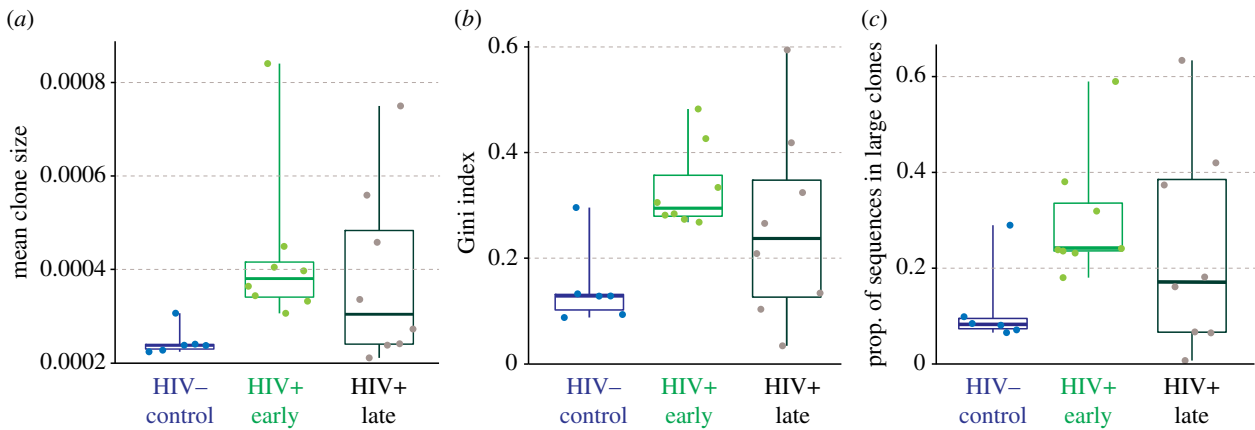 (a)
mean clone size
0.0008
0.0006
0.0004
0.0002
HIV–
control
HIV+
early
HIV+
late
(b)
Gini index
0.6
0.4
0.2
0
HIV–
control
HIV+
early
HIV+
late
(c)
prop. of sequences in large clones
0.6
0.4
0.2
0
HIV–
control
HIV+
early
HIV+
late